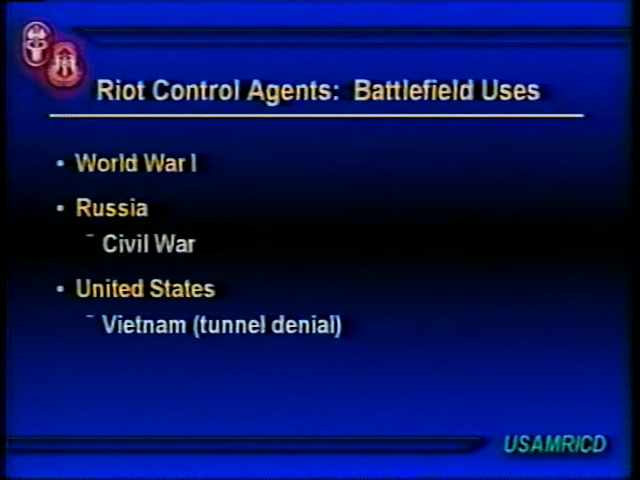 Riot Control Agents: Battlefield Uses
• World War I
• Russia
– Civil War
• United States
– Vietnam (tunnel denial)
USAMRICD